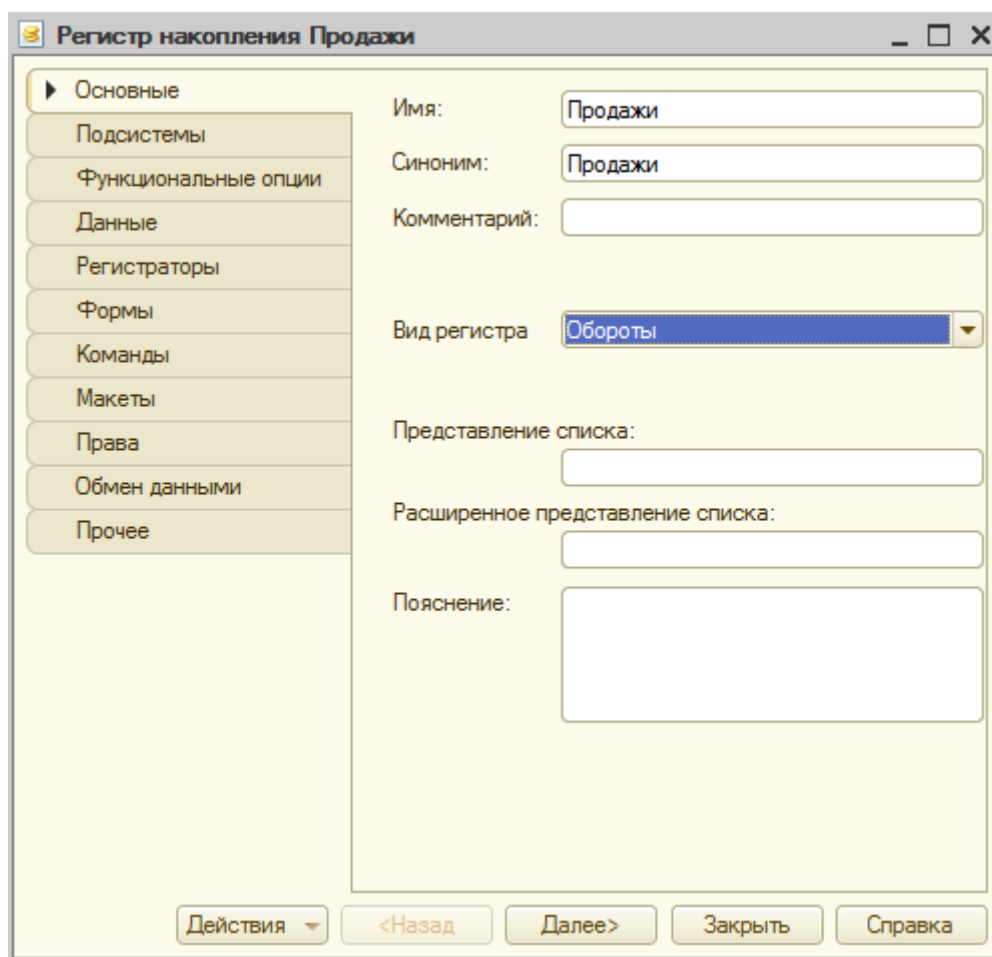 Регистр накопления Продажи
Основные
Подсистемы
Функциональные опции
Данные
Регистраторы
Формы
Команды
Макеты
Права
Обмен данными
Прочее
Имя: Продажи
Синоним: Продажи
Комментарий:
Вид регистра Обороты
Представление списка:
Расширенное представление списка:
Пояснение:
Действия <Назад Далее> Закрыть Справка